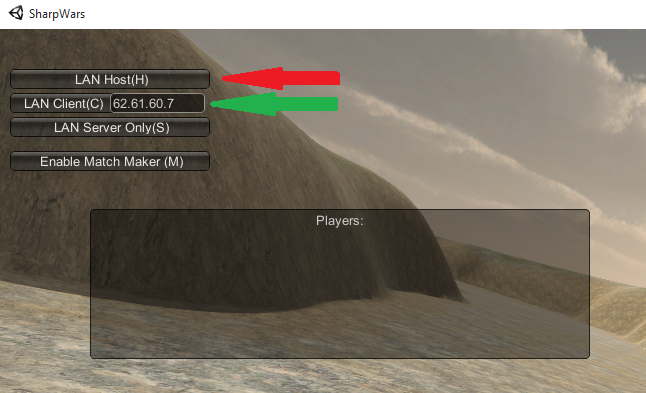 SharpWars
LAN Host(H)
LAN Client(C) 62.61.60.7
LAN Server Only(S)
Enable Match Maker (M)
Players: